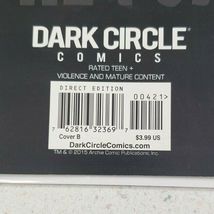 DARK CIRCLE®
COMICS
RATED TEEN +
VIOLENCE AND MATURE CONTENT
DIRECT EDITION
00421
7 62816 32369 7
Cover B $3.99 US
DarkCircleComics.com
TM & © 2015 Archie Comic Publications, Inc.